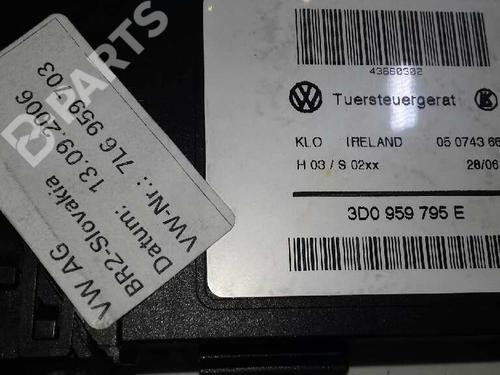 VW AG
BR2-Slovakia
Datum: 13.09.2006
VW-Nr.: 7L6 959 703
B PARTS
43660302
Tuersteuergerat
KLO IRELAND 05 0743 66
H 03 / S 02xx 28/06
3D0 959 795 E